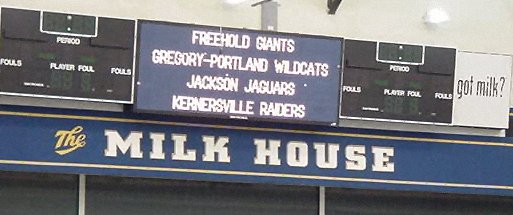 FREEHOLD GIANTS
GREGORY-PORTLAND WILDCATS
JACKSON JAGUARS
KERNERSVILLE RAIDERS
PERIOD
PLAYER FOUL
FOULS
FOULS
PERIOD
PLAYER FOUL
FOULS
FOULS
got milk?
The MILK HOUSE